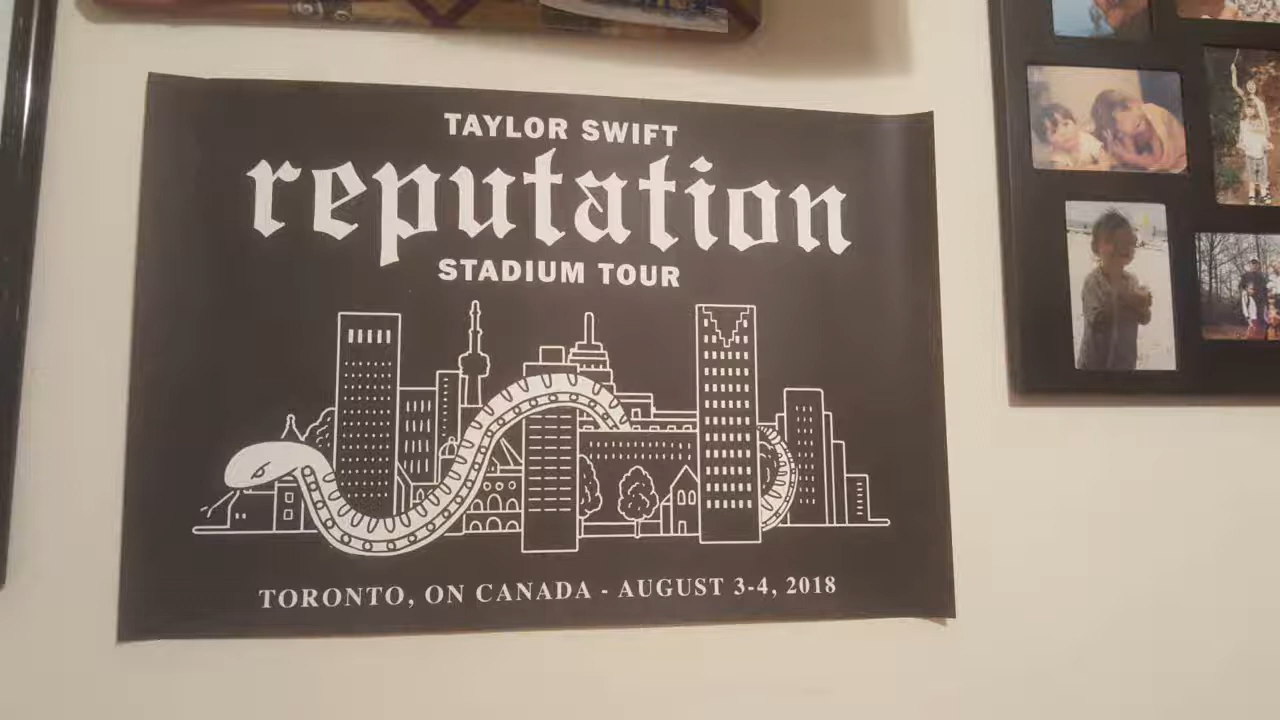 TAYLOR SWIFT
reputation
STADIUM TOUR
TORONTO, ON CANADA - AUGUST 3-4, 2018